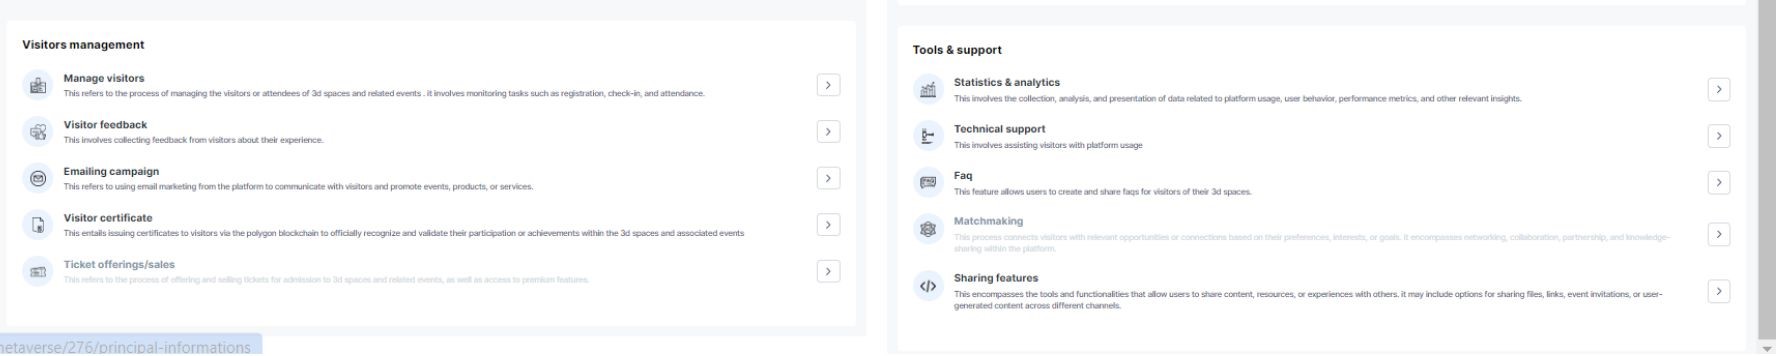 Visitors management
Manage visitors
This refers to the process of managing the visitors or attendees of 3d spaces and related events . it involves monitoring tasks such as registration, check-in, and attendance.
Visitor feedback
This involves collecting feedback from visitors about their experience.
Emailing campaign
This refers to using email marketing from the platform to communicate with visitors and promote events, products, or services.
Visitor certificate
This entails issuing certificates to visitors via the polygon blockchain to officially recognize and validate their participation or achievements within the 3d spaces and associated events
Ticket offerings/sales
This refers to the process of offering and selling tickets for admission to 3d spaces and related events, as well as access to premium features.
Tools & support
Statistics & analytics
This involves the collection, analysis, and presentation of data related to platform usage, user behavior, performance metrics, and other relevant insights.
Technical support
This involves assisting visitors with platform usage
Faq
This feature allows users to create and share faqs for visitors of their 3d spaces.
Matchmaking
This process connects visitors with relevant opportunities or connections based on their preferences, interests, or goals. it encompasses networking, collaboration, partnership, and knowledge-
sharing within the platform.
Sharing features
This encompasses the tools and functionalities that allow users to share content, resources, or experiences with others. it may include options for sharing files, links, event invitations, or user-
generated content across different channels.
netaverse/276/principal-informations